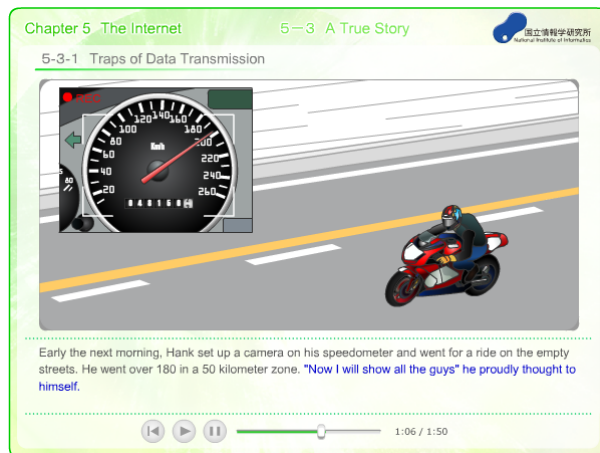 Chapter 5 The Internet
5－3 A True Story
国立情報学研究所
National Institute of Informatics
5-3-1 Traps of Data Transmission
REC
20
40
60
80
100
120
140
160
180
200
220
240
260
Km/h
80
Early the next morning, Hank set up a camera on his speedometer and went for a ride on the empty
streets. He went over 180 in a 50 kilometer zone. "Now I will show all the guys" he proudly thought to
himself.
1:06 / 1:50